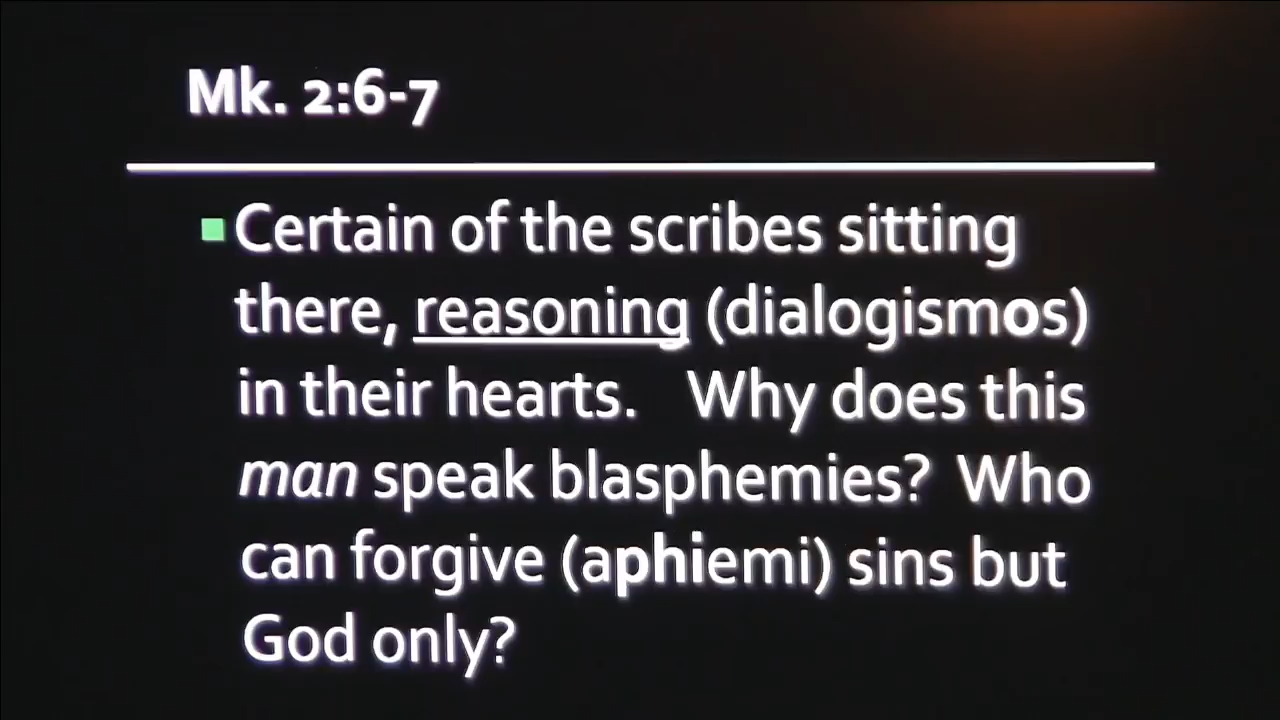 Mk. 2:6-7
Certain of the scribes sitting
there, reasoning (dialogismos)
in their hearts. Why does this
man speak blasphemies? Who
can forgive (aphiemi) sins but
God only?